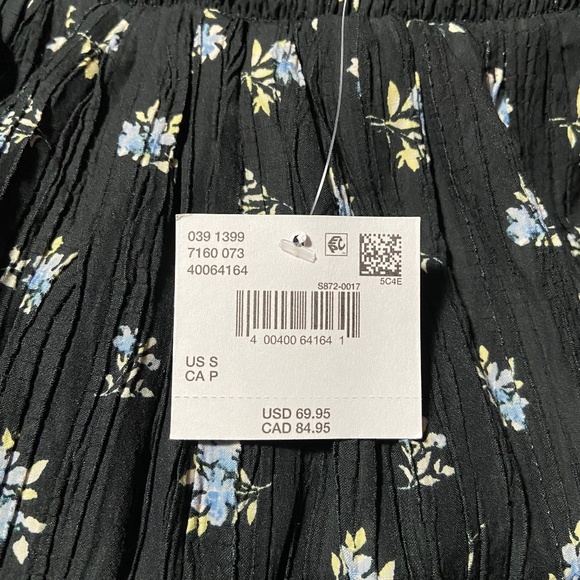 039 1399
7160 073
40064164
5C4E
S872-0017
4 00400 64164 1
US S
CA P
USD 69.95
CAD 84.95